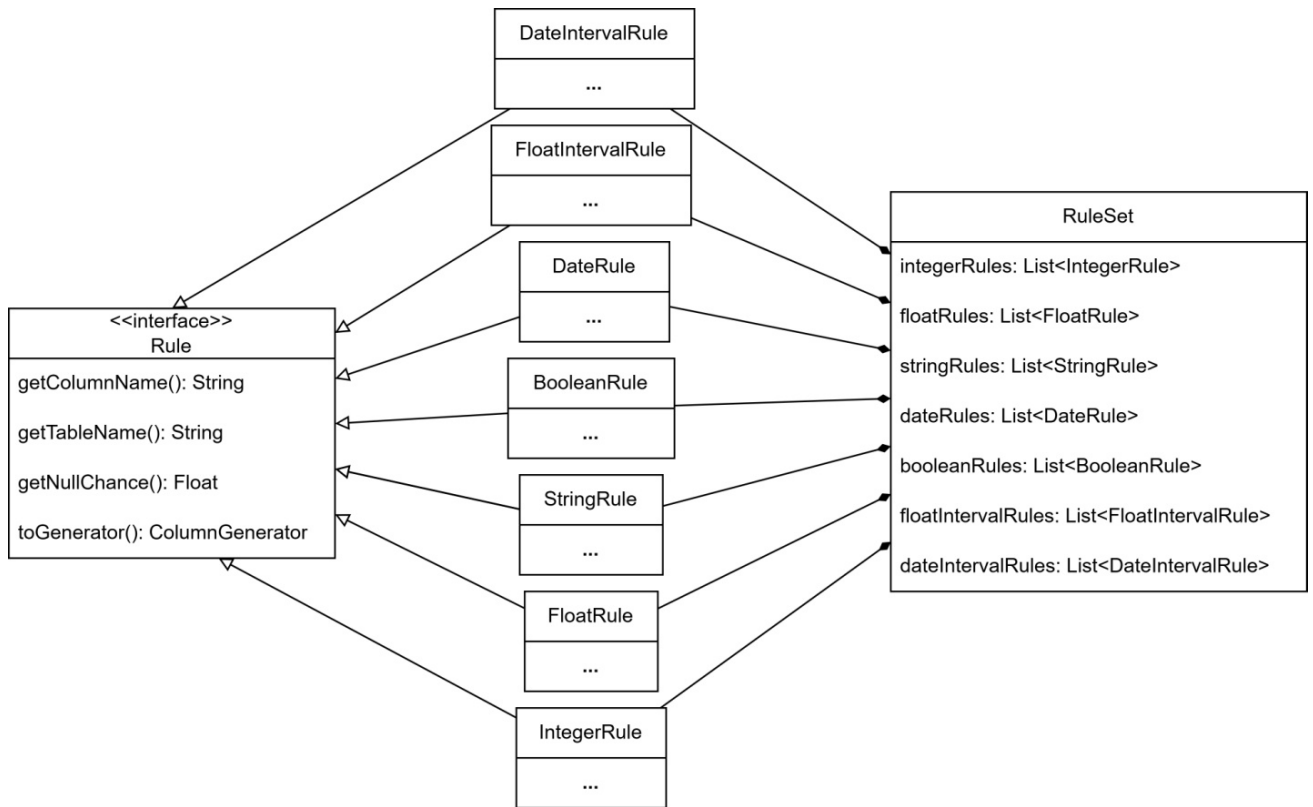 DateIntervalRule
...
FloatIntervalRule
...
DateRule
...
BooleanRule
...
StringRule
...
FloatRule
...
IntegerRule
...
<<interface>>
Rule
getColumnName(): String
getTableName(): String
getNullChance(): Float
toGenerator(): ColumnGenerator
RuleSet
integerRules: List<IntegerRule>
floatRules: List<FloatRule>
stringRules: List<StringRule>
dateRules: List<DateRule>
booleanRules: List<BooleanRule>
floatIntervalRules: List<FloatIntervalRule>
dateIntervalRules: List<DateIntervalRule>